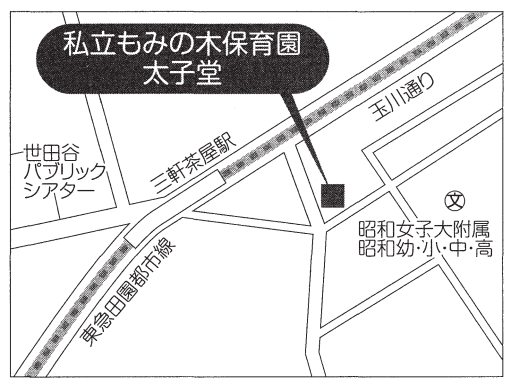 私立もみの木保育園
太子堂
玉川通り
三軒茶屋駅
世田谷
パブリック
シアター
文
昭和女子大附属
昭和幼・小・中・高
東急田園都市線